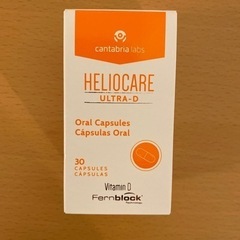 cantabria labs
HELIOCARE
ULTRA-D
Oral Capsules
Cápsulas Oral
30
CAPSULES
CÁPSULAS
Vitamin D
Fernblock